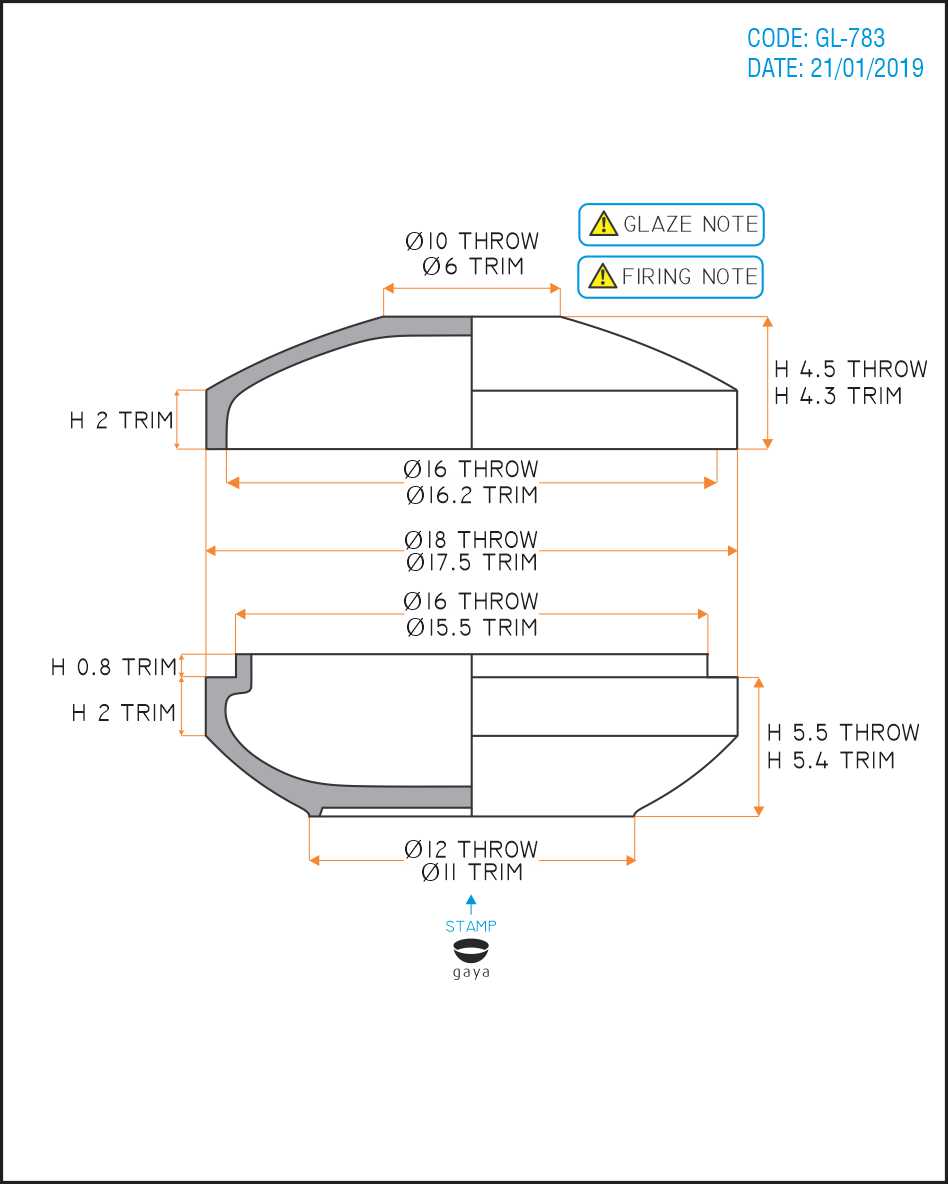 CODE: GL-783
DATE: 21/01/2019
GLAZE NOTE
FIRING NOTE
Ø10 THROW
Ø6 TRIM
H 4.5 THROW
H 4.3 TRIM
H 2 TRIM
Ø16 THROW
Ø16.2 TRIM
Ø18 THROW
Ø17.5 TRIM
Ø16 THROW
Ø15.5 TRIM
H 0.8 TRIM
H 2 TRIM
H 5.5 THROW
H 5.4 TRIM
Ø12 THROW
Ø11 TRIM
STAMP
gaya